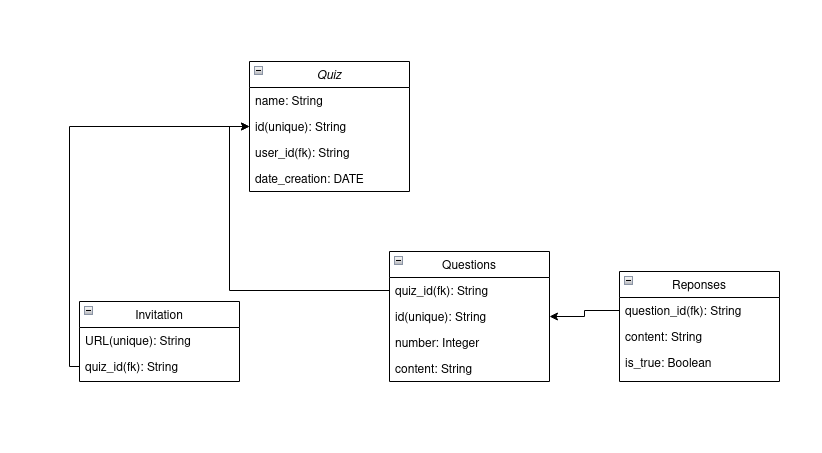 Quiz
name: String
id(unique): String
user_id(fk): String
date_creation: DATE
Questions
quiz_id(fk): String
id(unique): String
number: Integer
content: String
Reponses
question_id(fk): String
content: String
is_true: Boolean
Invitation
URL(unique): String
quiz_id(fk): String